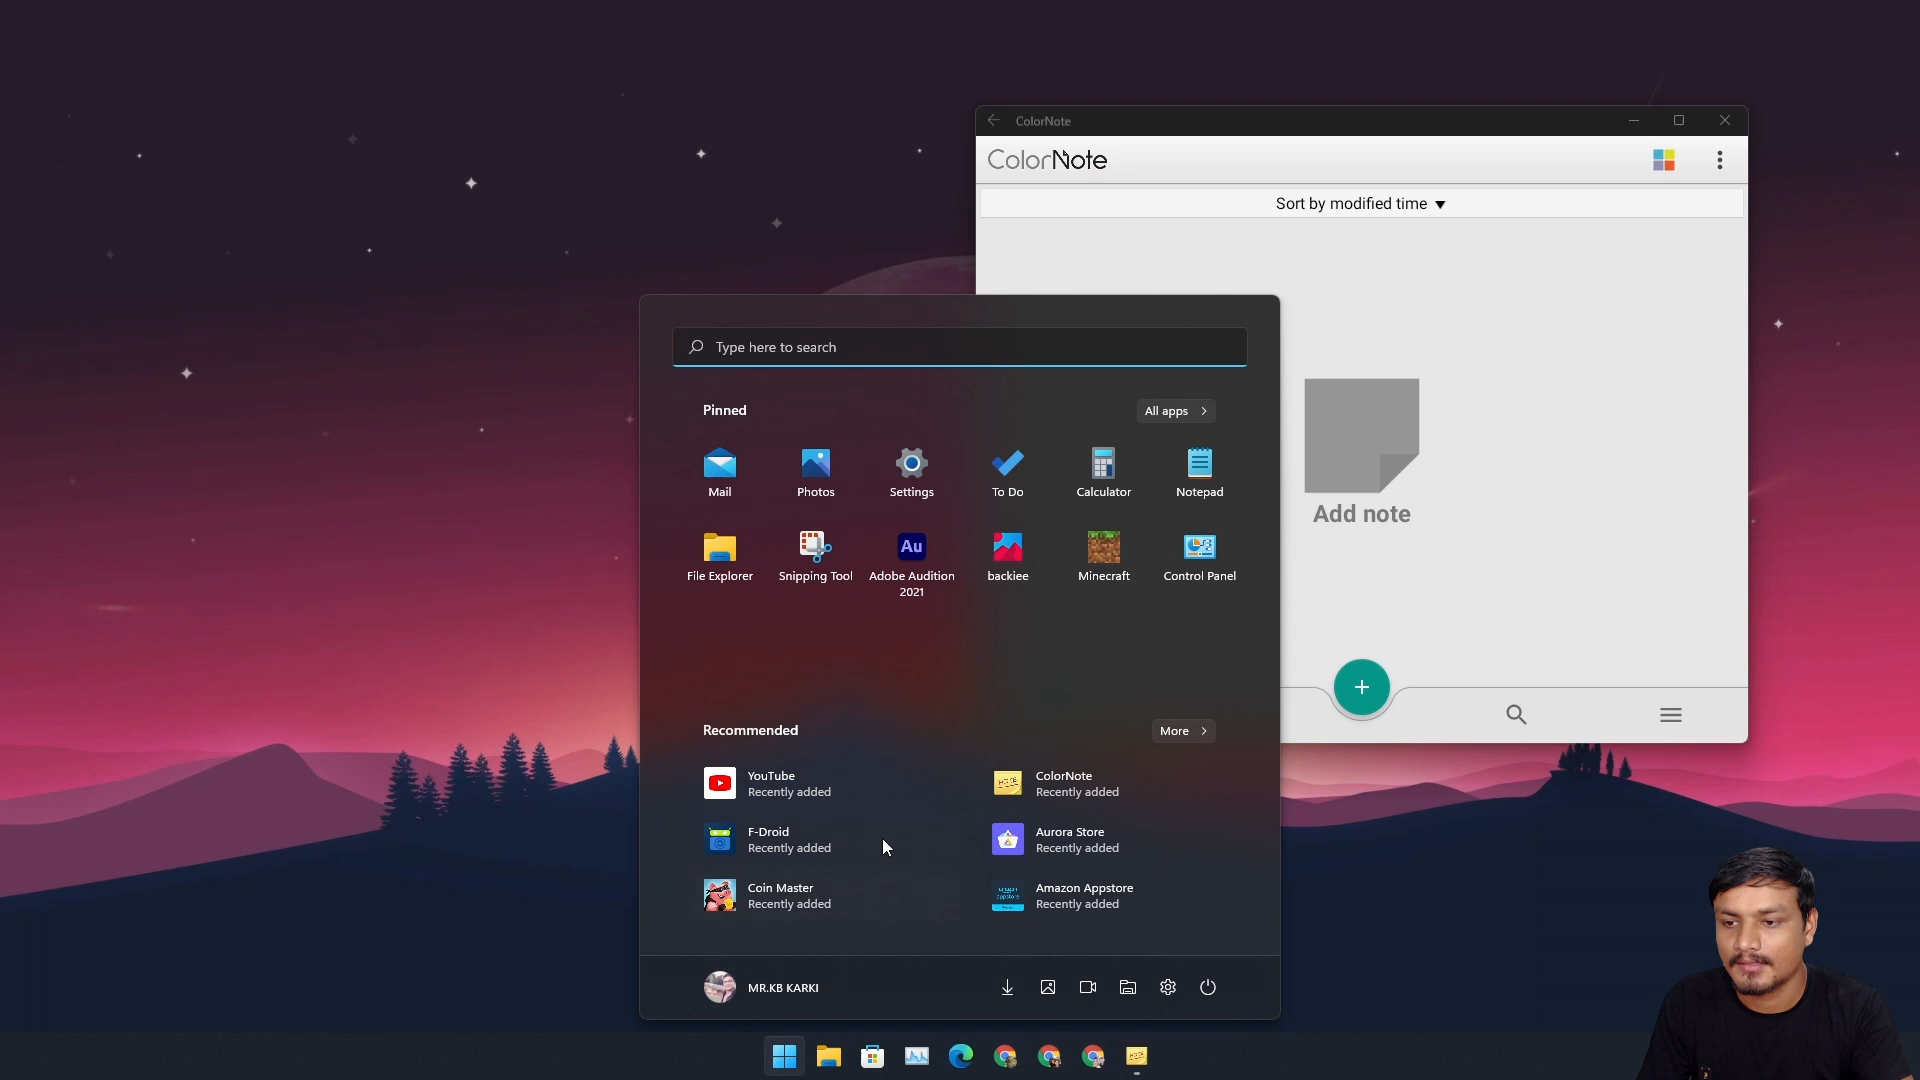 ColorNote
ColorNote
Sort by modified time
Type here to search
Pinned
All apps
Mail
Photos
Settings
To Do
Calculator
Notepad
Add note
Au
File Explorer
Snipping Tool
Adobe Audition
2021
backiee
Minecraft
Control Panel
Recommended
More
YouTube
Recently added
ColorNote
Recently added
F-Droid
Recently added
Aurora Store
Recently added
Coin Master
Recently added
Amazon Appstore
Recently added
MR.KB KARKI